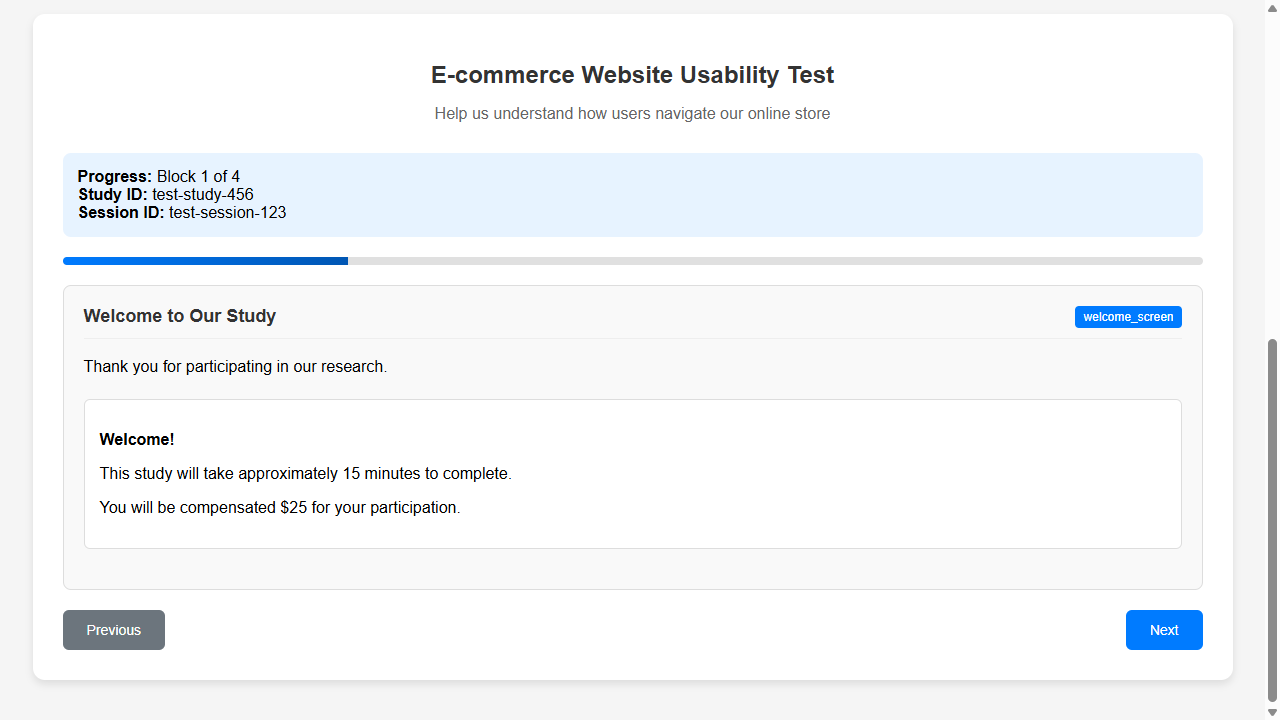 E-commerce Website Usability Test
Help us understand how users navigate our online store
Progress: Block 1 of 4
Study ID: test-study-456
Session ID: test-session-123
Welcome to Our Study
welcome_screen
Thank you for participating in our research.
Welcome!
This study will take approximately 15 minutes to complete.
You will be compensated $25 for your participation.
Previous
Next